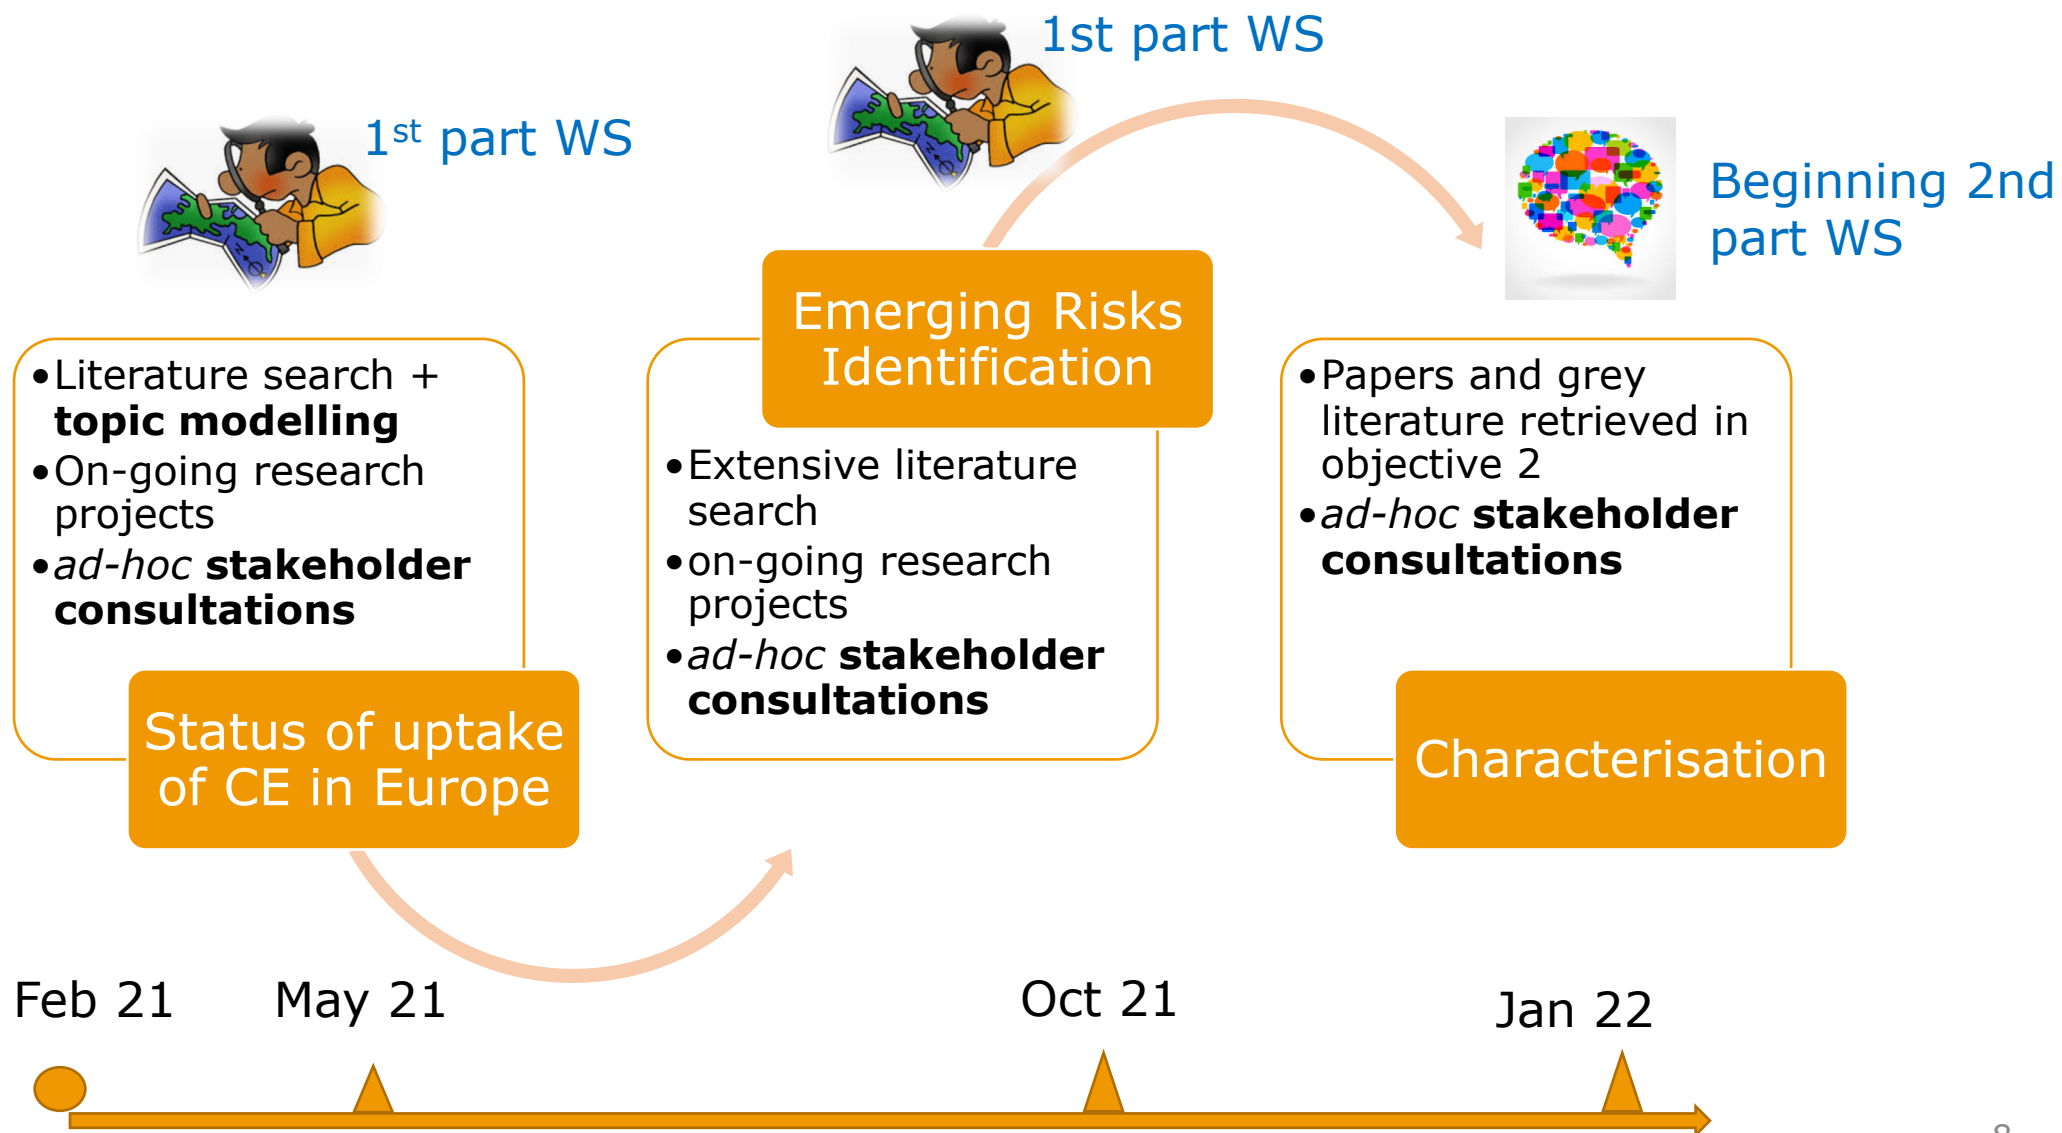 1st part WS
1st part WS
Beginning 2nd
part WS
•Literature search +
topic modelling
•On-going research
projects
•ad-hoc stakeholder
consultations
Status of uptake
of CE in Europe
Emerging Risks
Identification
•Extensive literature
search
•on-going research
projects
•ad-hoc stakeholder
consultations
•Papers and grey
literature retrieved in
objective 2
•ad-hoc stakeholder
consultations
Characterisation
Feb 21
May 21
Oct 21
Jan 22
8